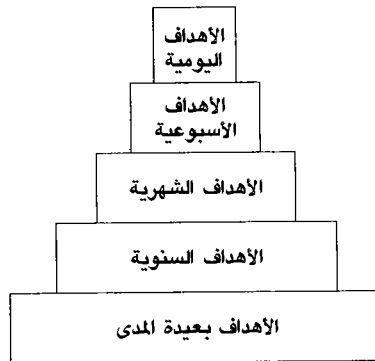 الأهداف
اليومية
الأهداف
الأسبوعية
الأهداف الشهرية
الأهداف السنوية
الأهداف بعيدة المدى